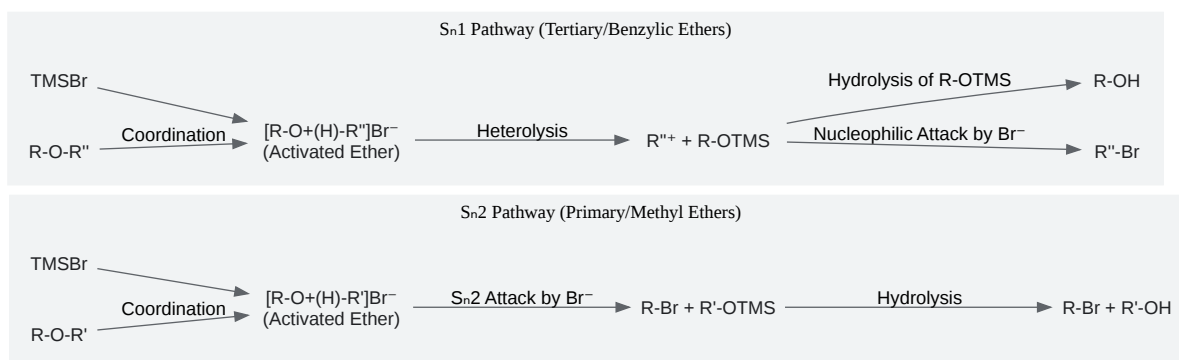 Sₙ1 Pathway (Tertiary/Benzylic Ethers)
TMSBr
R-O-R"
Coordination
[R-O+(H)-R"]Br⁻
(Activated Ether)
Heterolysis
R"⁺ + R-OTMS
Hydrolysis of R-OTMS
R-OH
Nucleophilic Attack by Br⁻
R"-Br
Sₙ2 Pathway (Primary/Methyl Ethers)
TMSBr
R-O-R'
Coordination
[R-O+(H)-R']Br⁻
(Activated Ether)
Sₙ2 Attack by Br⁻
R-Br + R'-OTMS
Hydrolysis
R-Br + R'-OH